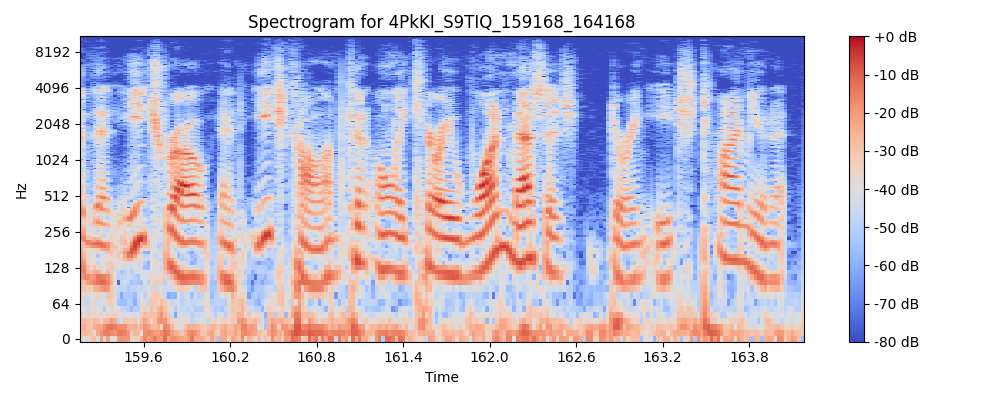 Spectrogram for 4PkKI_S9TIQ_159168_164168
8192
4096
2048
1024
512
256
128
64
0
Hz
159.6 160.2 160.8 161.4 162.0 162.6 163.2 163.8
Time
+0 dB
-10 dB
-20 dB
-30 dB
-40 dB
-50 dB
-60 dB
-70 dB
-80 dB